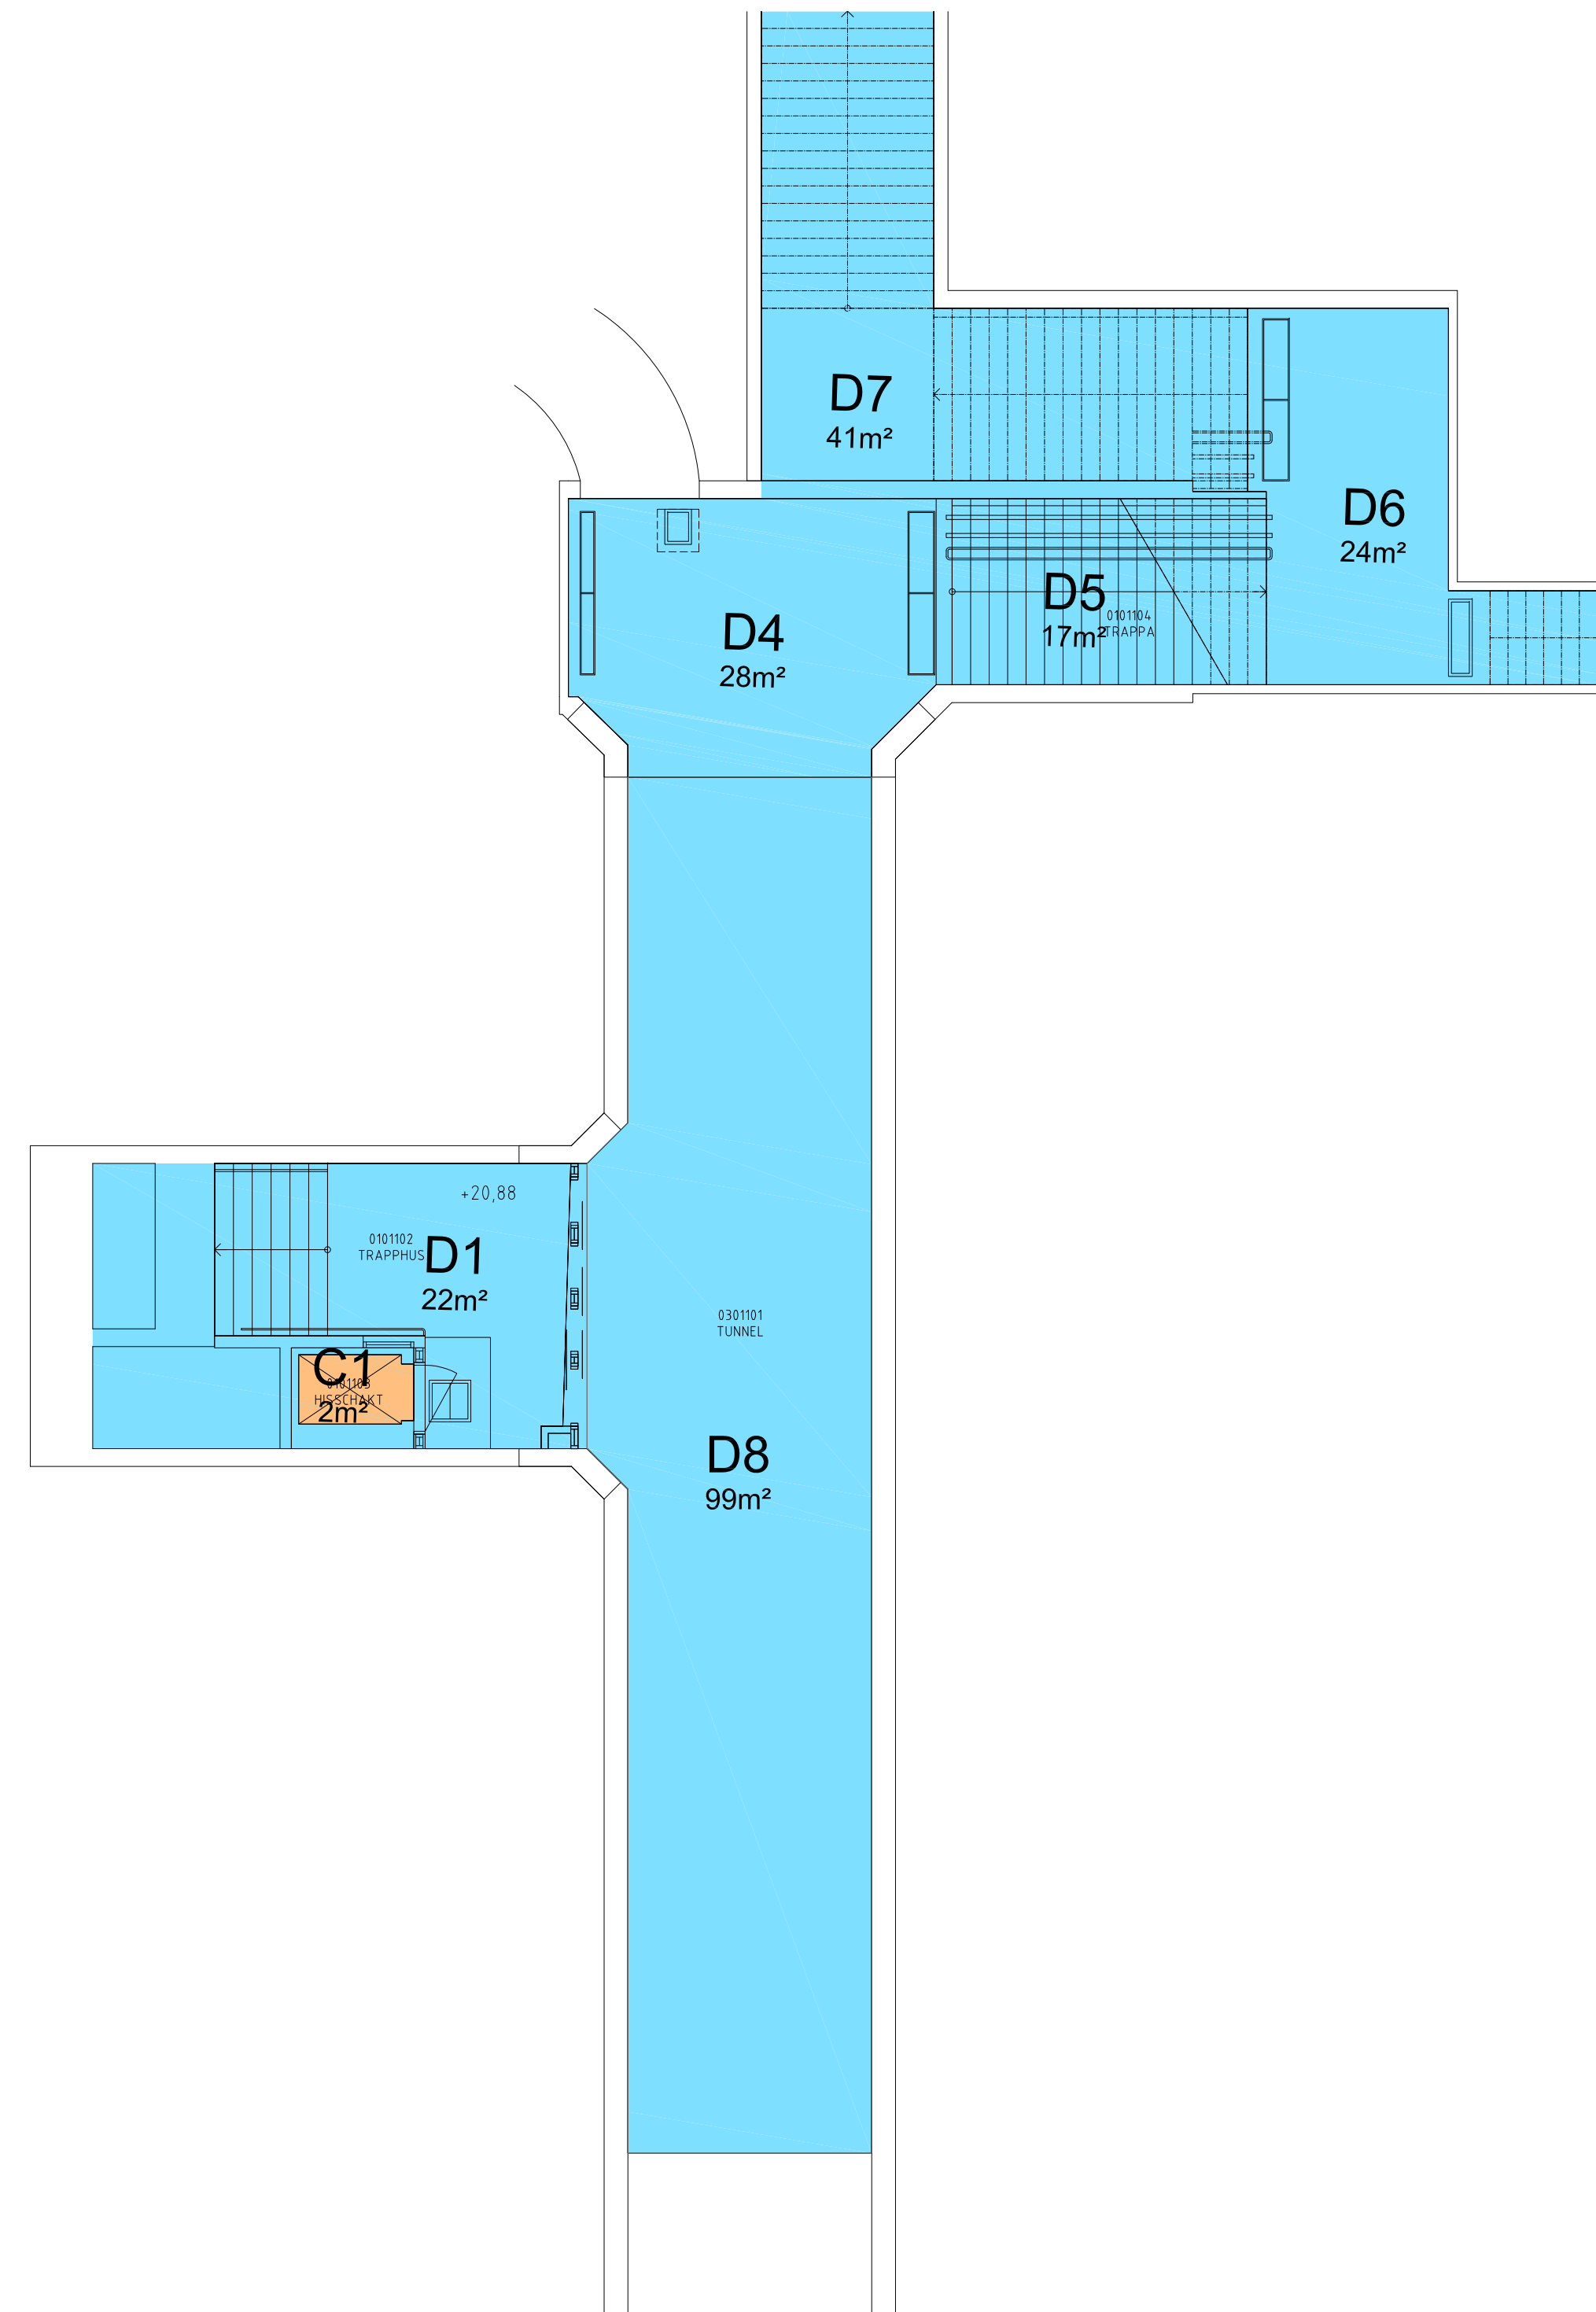 D7
41m²
D6
24m²
D5
17m²
0101104
TRAPPA
D4
28m²
+20,88
0101102
TRAPPHUS
D1
22m²
0301101
TUNNEL
C1
0101103
HISSCHAKT
2m²
D8
99m²